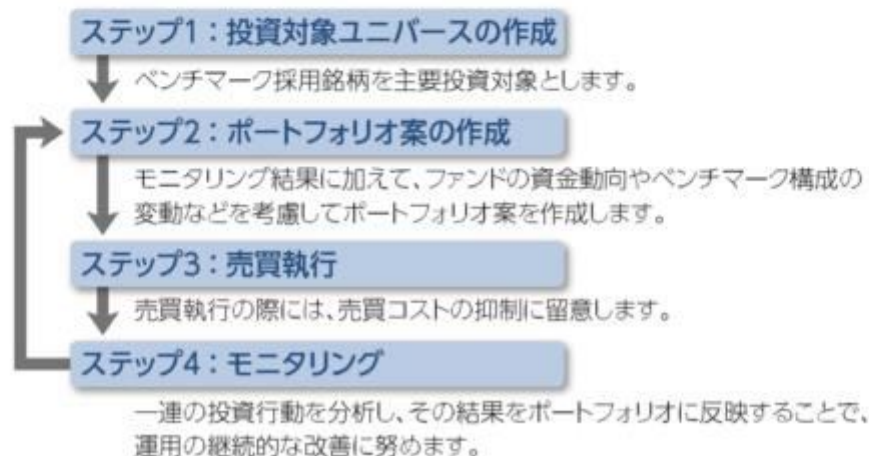 ステップ1：投資対象ユニバースの作成
ベンチマーク採用銘柄を主要投資対象とします。
ステップ2：ポートフォリオ案の作成
モニタリング結果に加えて、ファンドの資金動向やベンチマーク構成の
変動などを考慮してポートフォリオ案を作成します。
ステップ3：売買執行
売買執行の際には、売買コストの抑制に留意します。
ステップ4：モニタリング
一連の投資行動を分析し、その結果をポートフォリオに反映することで、
運用の継続的な改善に努めます。